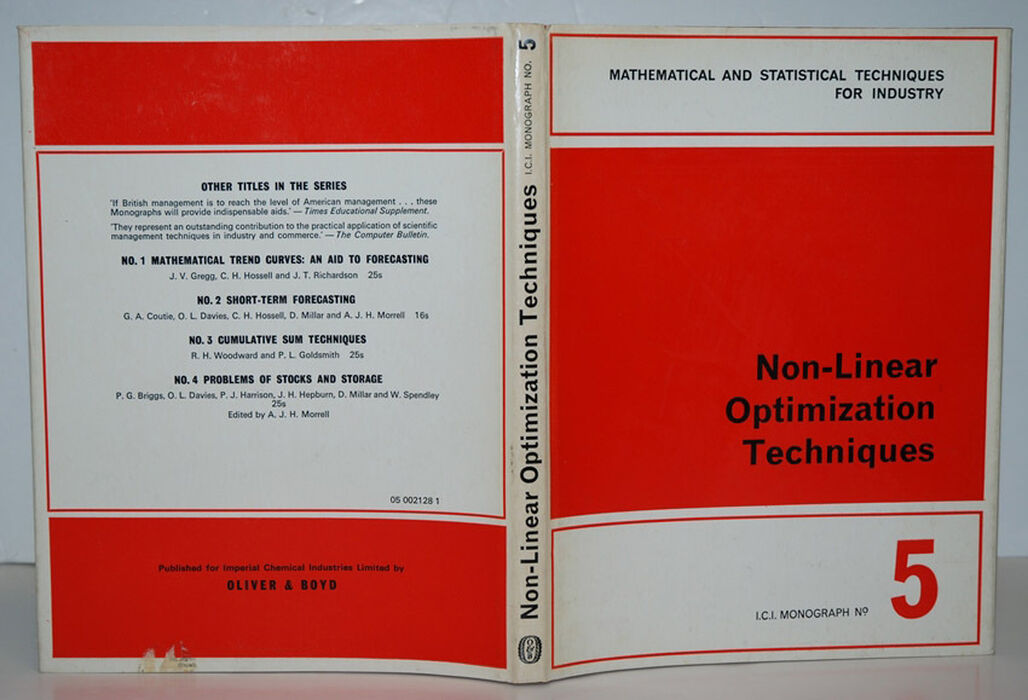 OTHER TITLES IN THE SERIES
'If British management is to reach the level of American management . . . these
Monographs will provide indispensable aids.' — Times Educational Supplement.
'They represent an outstanding contribution to the practical application of scientific
management techniques in industry and commerce.' — The Computer Bulletin.
NO. 1 MATHEMATICAL TREND CURVES: AN AID TO FORECASTING
J. V. Gregg, C. H. Hossell and J. T. Richardson 25s
NO. 2 SHORT-TERM FORECASTING
G. A. Coutie, O. L. Davies, C. H. Hossell, D. Millar and A. J. H. Morrell 16s
NO. 3 CUMULATIVE SUM TECHNIQUES
R. H. Woodward and P. L. Goldsmith 25s
NO. 4 PROBLEMS OF STOCKS AND STORAGE
P. G. Briggs, O. L. Davies, P. J. Harrison, J. H. Hepburn, D. Millar and W. Spendley
25s
Edited by A. J. H. Morrell
05 002128 1
Published for Imperial Chemical Industries Limited by
OLIVER & BOYD
Non-Linear Optimization Techniques I.C.I. MONOGRAPH NO. 5
MATHEMATICAL AND STATISTICAL TECHNIQUES
FOR INDUSTRY
Non-Linear
Optimization
Techniques
I.C.I. MONOGRAPH Nº 5